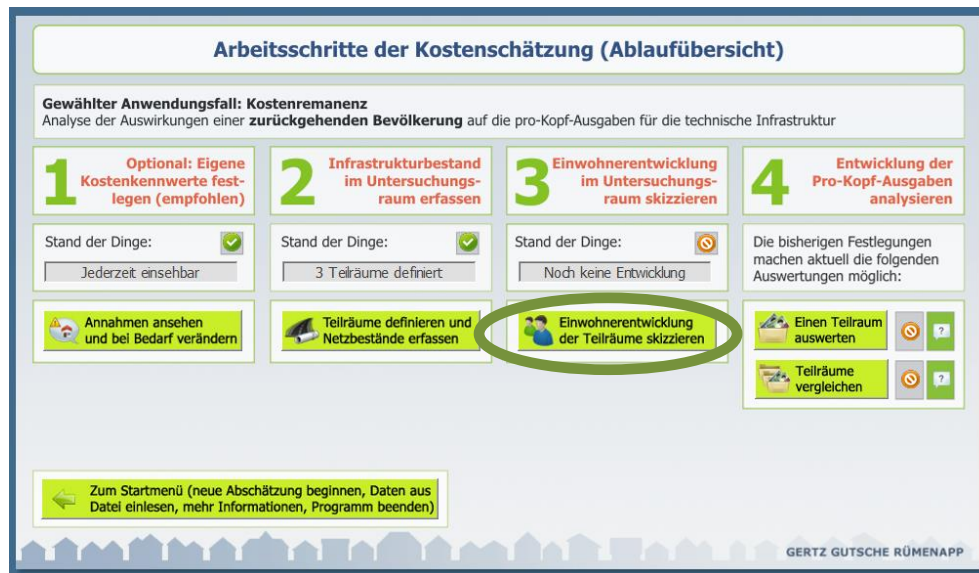 Arbeitsschritte der Kostenschätzung (Ablaufübersicht)
Gewählter Anwendungsfall: Kostenremanenz
Analyse der Auswirkungen einer zurückgehenden Bevölkerung auf die pro-Kopf-Ausgaben für die technische Infrastruktur
1
Optional: Eigene
Kostenkennwerte fest-
legen (empfohlen)
Stand der Dinge:
Jederzeit einsehbar
Annahmen ansehen
und bei Bedarf verändern
2
Infrastrukturbestand
im Untersuchungs-
raum erfassen
Stand der Dinge:
3 Teilräume definiert
Teilräume definieren und
Netzbestände erfassen
3
Einwohnerentwicklung
im Untersuchungs-
raum skizzieren
Stand der Dinge:
Noch keine Entwicklung
Einwohnerentwicklung
der Teilräume skizzieren
4
Entwicklung der
Pro-Kopf-Ausgaben
analysieren
Die bisherigen Festlegungen
machen aktuell die folgenden
Auswertungen möglich:
Einen Teilraum
auswerten
?
Teilräume
vergleichen
?
Zum Startmenü (neue Abschätzung beginnen, Daten aus
Datei einlesen, mehr Informationen, Programm beenden)
GERTZ GUTSCHE RÜMENAPP